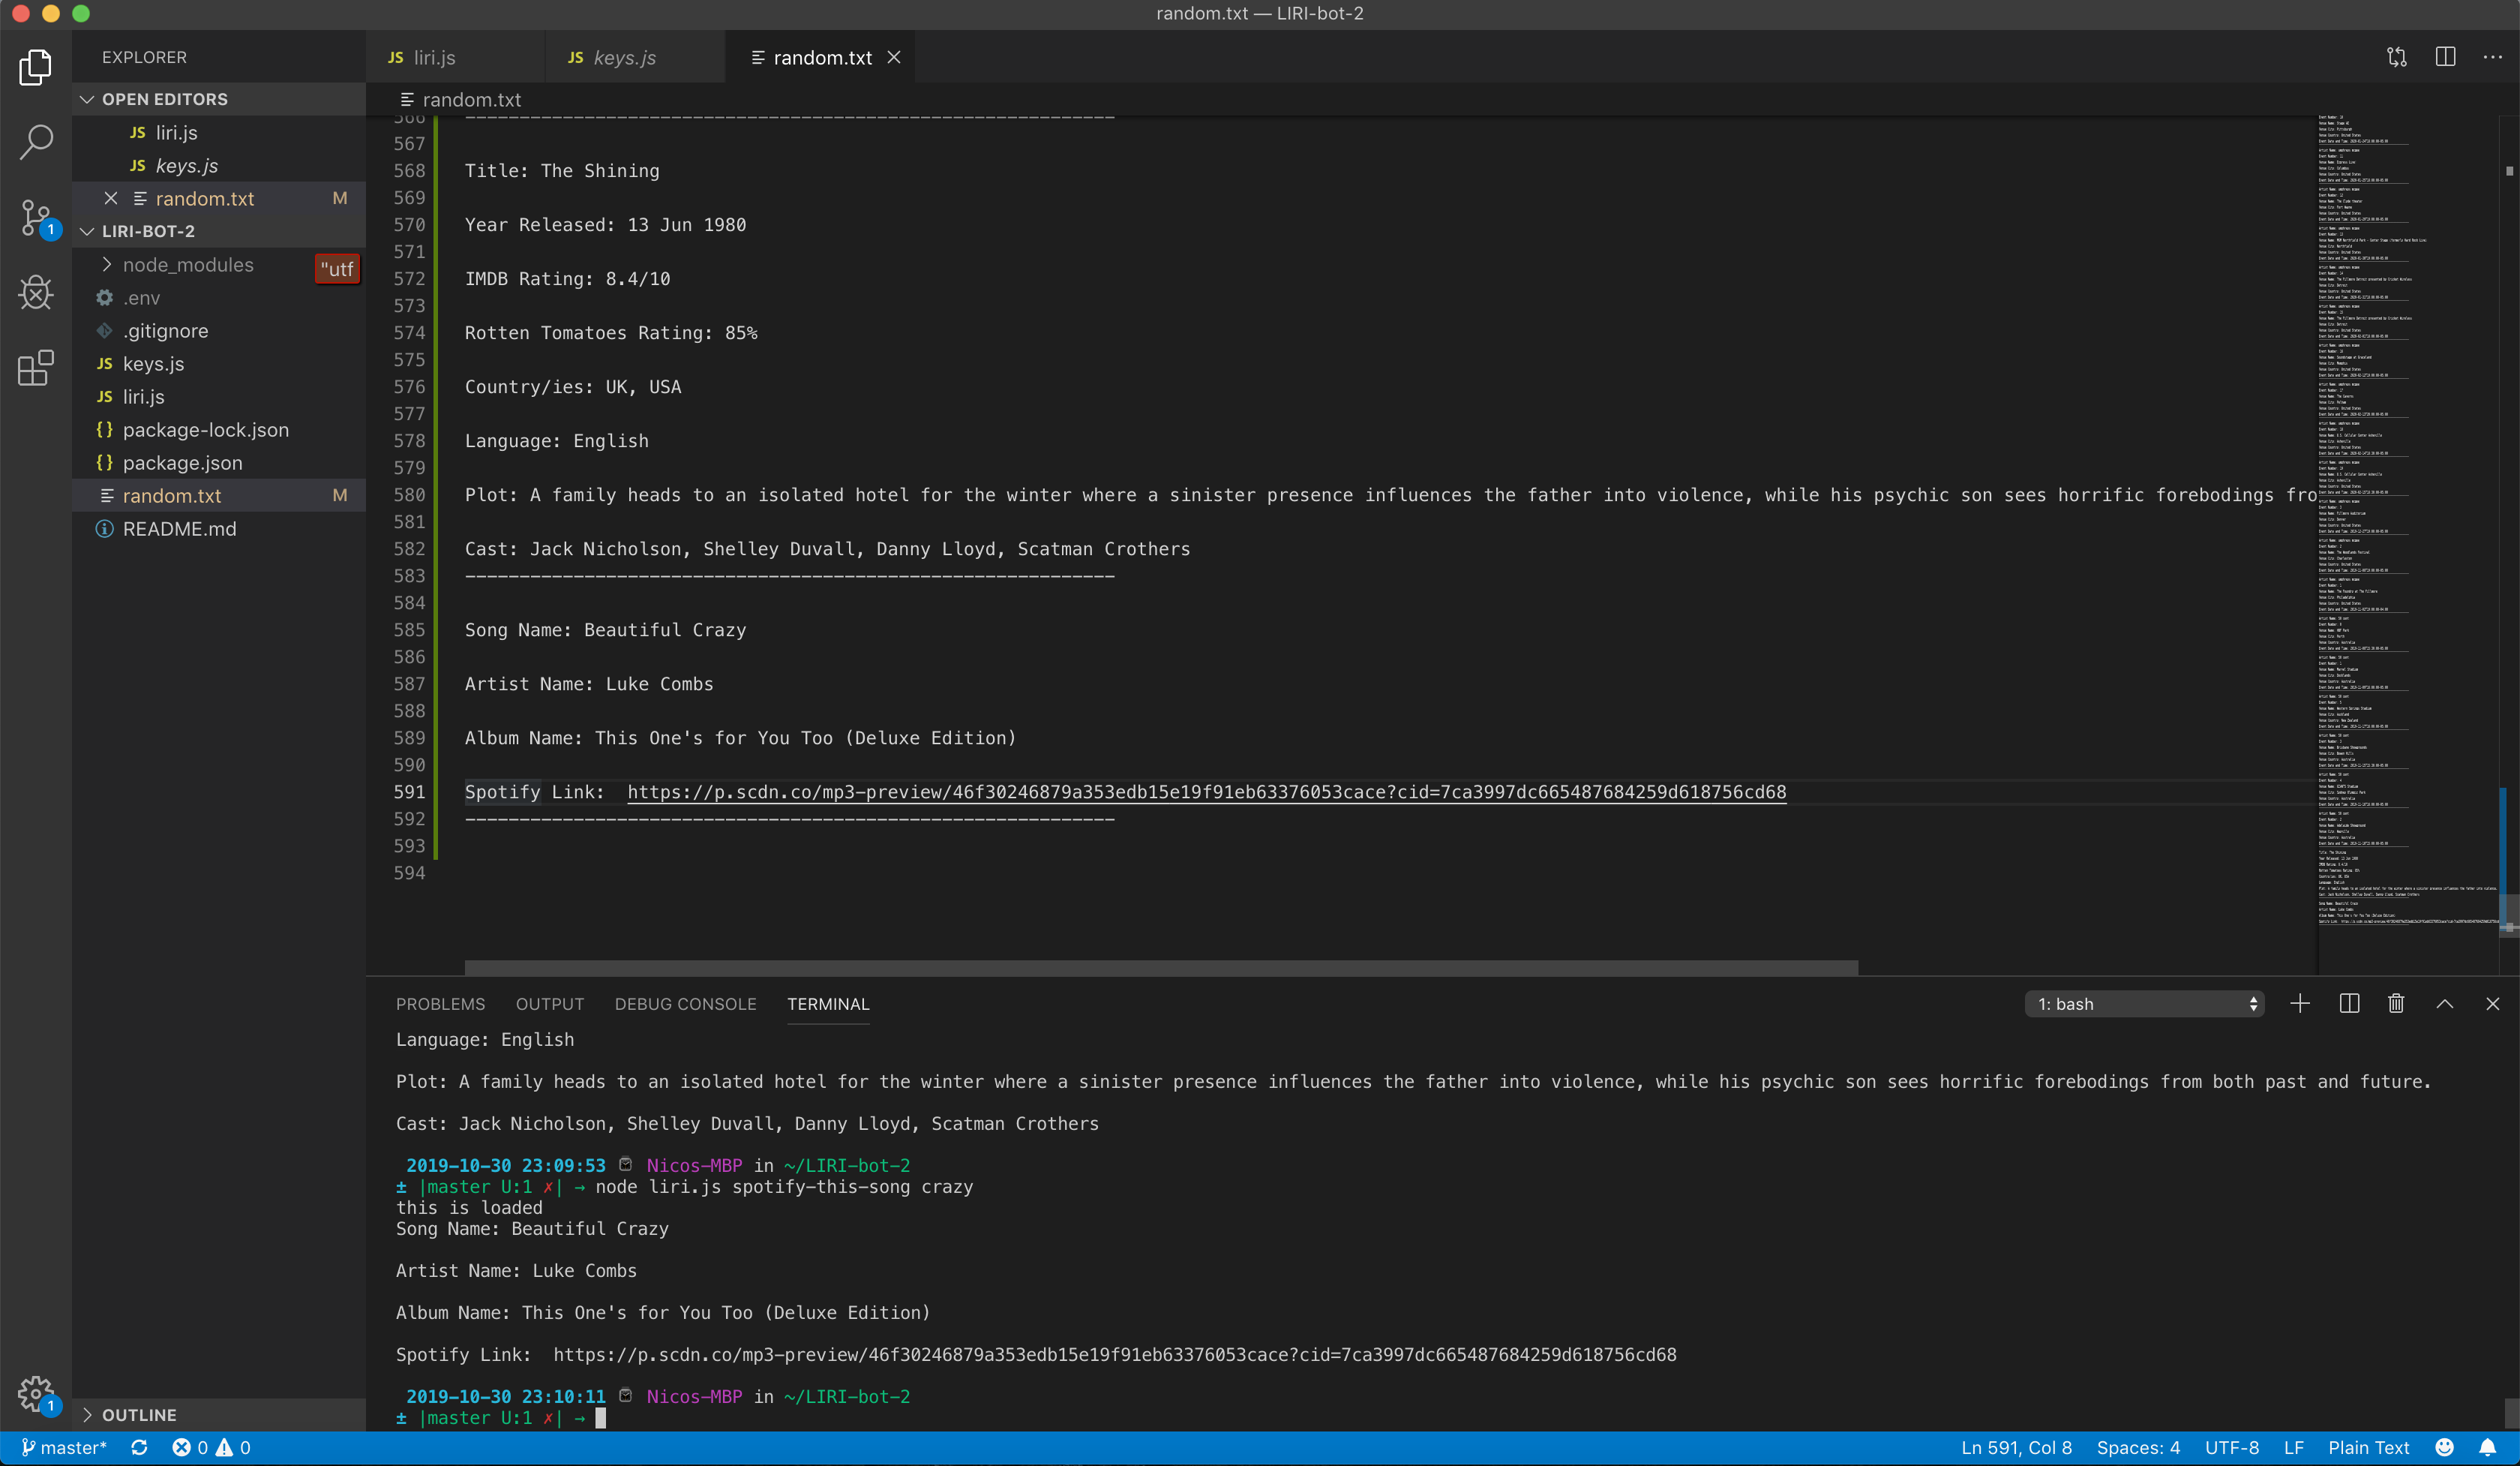 random.txt — LIRI-bot-2
EXPLORER
OPEN EDITORS
JS liri.js
JS keys.js
random.txt M
LIRI-BOT-2
node_modules "utf
.env
.gitignore
JS keys.js
JS liri.js
{} package-lock.json
{} package.json
random.txt M
README.md
OUTLINE
1
1
JS liri.js
JS keys.js
random.txt
random.txt
566 ------------------------------------------------------------
567
568 Title: The Shining
569
570 Year Released: 13 Jun 1980
571
572 IMDB Rating: 8.4/10
573
574 Rotten Tomatoes Rating: 85%
575
576 Country/ies: UK, USA
577
578 Language: English
579
580 Plot: A family heads to an isolated hotel for the winter where a sinister presence influences the father into violence, while his psychic son sees horrific forebodings fro
581
582 Cast: Jack Nicholson, Shelley Duvall, Danny Lloyd, Scatman Crothers
583 ------------------------------------------------------------
584
585 Song Name: Beautiful Crazy
586
587 Artist Name: Luke Combs
588
589 Album Name: This One's for You Too (Deluxe Edition)
590
591 Spotify Link:  https://p.scdn.co/mp3-preview/46f30246879a353edb15e19f91eb63376053cace?cid=7ca3997dc665487684259d618756cd68
592 ------------------------------------------------------------
593
594
PROBLEMS OUTPUT DEBUG CONSOLE TERMINAL 1: bash
Language: English
Plot: A family heads to an isolated hotel for the winter where a sinister presence influences the father into violence, while his psychic son sees horrific forebodings from both past and future.
Cast: Jack Nicholson, Shelley Duvall, Danny Lloyd, Scatman Crothers
2019-10-30 23:09:53 Nicos-MBP in ~/LIRI-bot-2
± |master U:1 ✗| → node liri.js spotify-this-song crazy
this is loaded
Song Name: Beautiful Crazy
Artist Name: Luke Combs
Album Name: This One's for You Too (Deluxe Edition)
Spotify Link:  https://p.scdn.co/mp3-preview/46f30246879a353edb15e19f91eb63376053cace?cid=7ca3997dc665487684259d618756cd68
2019-10-30 23:10:11 Nicos-MBP in ~/LIRI-bot-2
± |master U:1 ✗| →
master* 0 0 Ln 591, Col 8 Spaces: 4 UTF-8 LF Plain Text